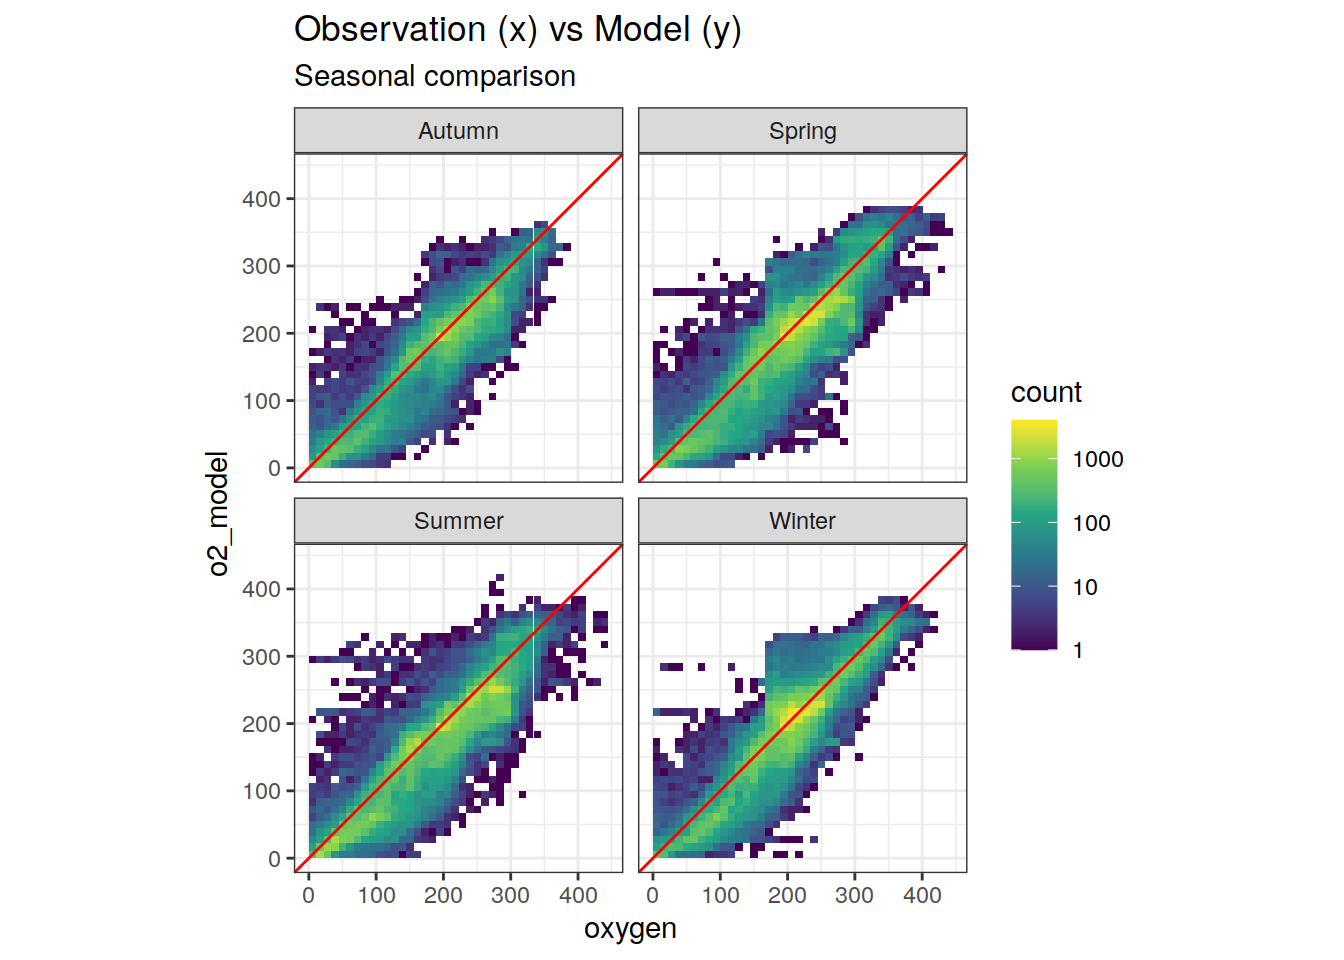 Observation (x) vs Model (y)
Seasonal comparison
Autumn
Spring
400
300
200
100
0
Summer
Winter
400
300
200
100
0
0 100 200 300 400
0 100 200 300 400
oxygen
o2_model
count
1000
100
10
1